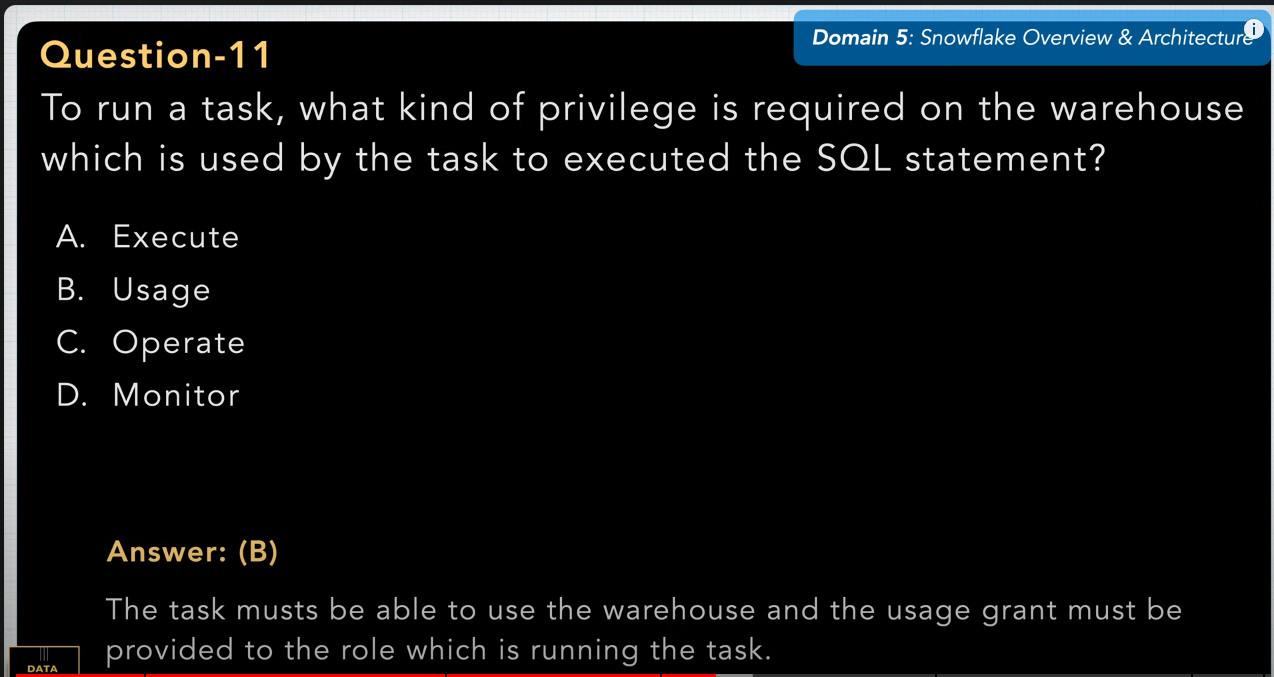 Question-11
Domain 5: Snowflake Overview & Architecture
i
To run a task, what kind of privilege is required on the warehouse
which is used by the task to executed the SQL statement?
A. Execute
B. Usage
C. Operate
D. Monitor
Answer: (B)
The task musts be able to use the warehouse and the usage grant must be
provided to the role which is running the task.
DATA